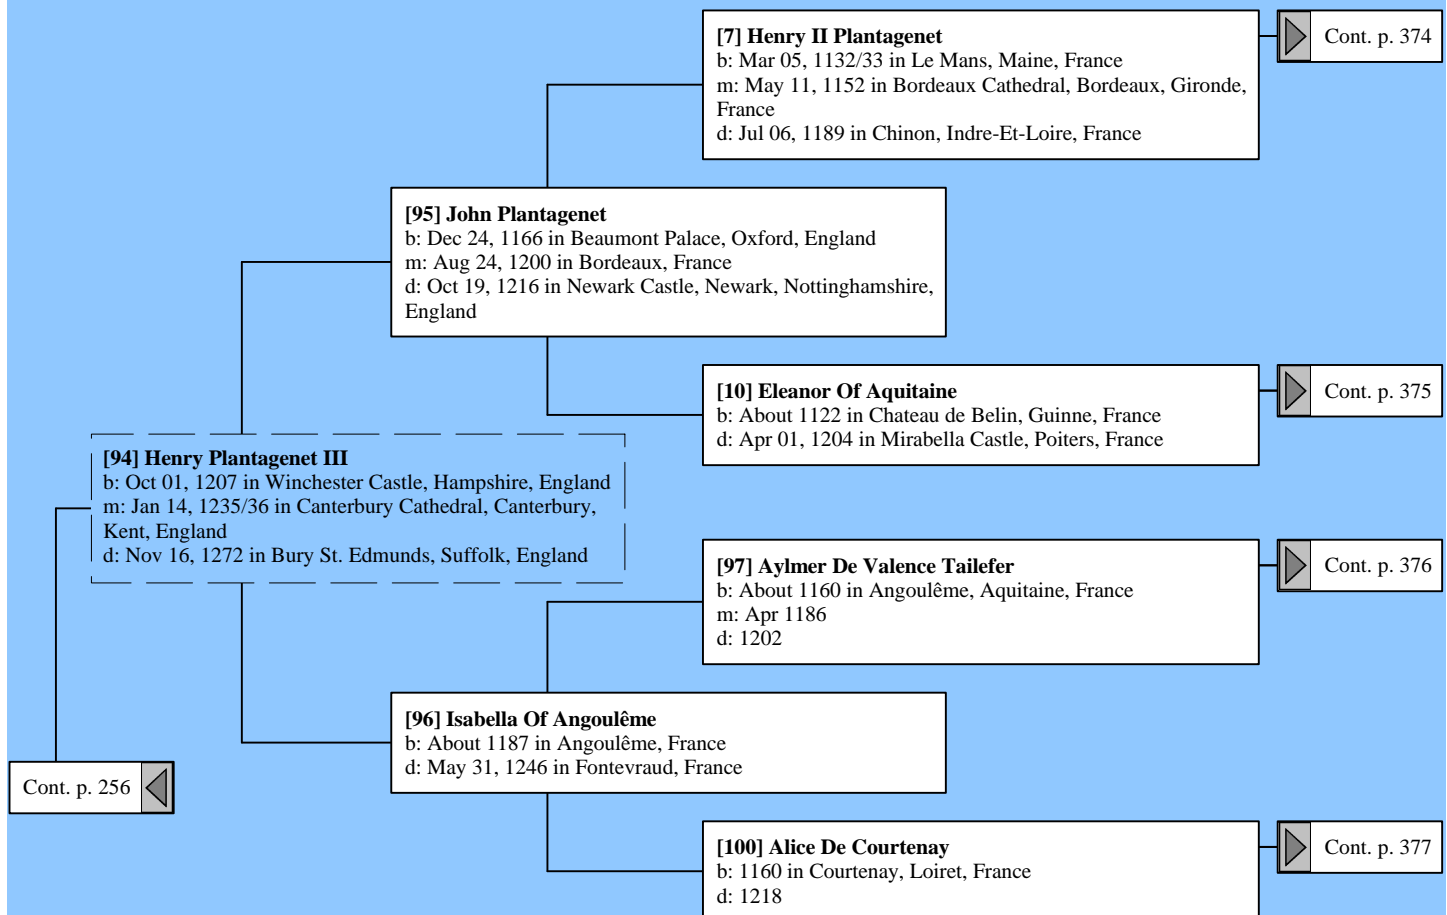 [7] Henry II Plantagenet
b: Mar 05, 1132/33 in Le Mans, Maine, France
m: May 11, 1152 in Bordeaux Cathedral, Bordeaux, Gironde,
France
d: Jul 06, 1189 in Chinon, Indre-Et-Loire, France
Cont. p. 374
[95] John Plantagenet
b: Dec 24, 1166 in Beaumont Palace, Oxford, England
m: Aug 24, 1200 in Bordeaux, France
d: Oct 19, 1216 in Newark Castle, Newark, Nottinghamshire,
England
[10] Eleanor Of Aquitaine
b: About 1122 in Chateau de Belin, Guinne, France
d: Apr 01, 1204 in Mirabella Castle, Poiters, France
Cont. p. 375
[94] Henry Plantagenet III
b: Oct 01, 1207 in Winchester Castle, Hampshire, England
m: Jan 14, 1235/36 in Canterbury Cathedral, Canterbury,
Kent, England
d: Nov 16, 1272 in Bury St. Edmunds, Suffolk, England
[97] Aylmer De Valence Tailefer
b: About 1160 in Angoulême, Aquitaine, France
m: Apr 1186
d: 1202
Cont. p. 376
[96] Isabella Of Angoulême
b: About 1187 in Angoulême, France
d: May 31, 1246 in Fontevraud, France
Cont. p. 256
[100] Alice De Courtenay
b: 1160 in Courtenay, Loiret, France
d: 1218
Cont. p. 377